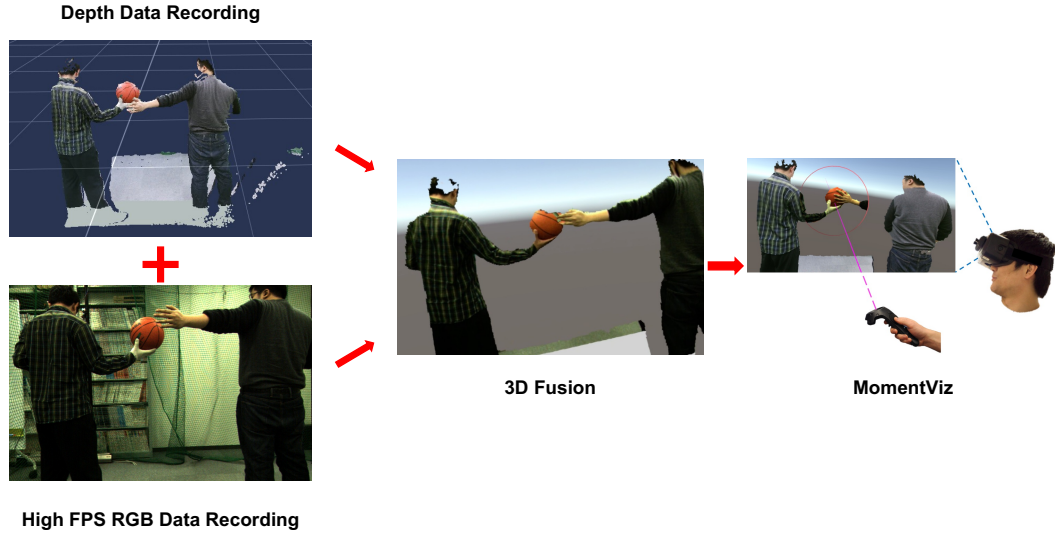 Depth Data Recording
3D Fusion
MomentViz
High FPS RGB Data Recording